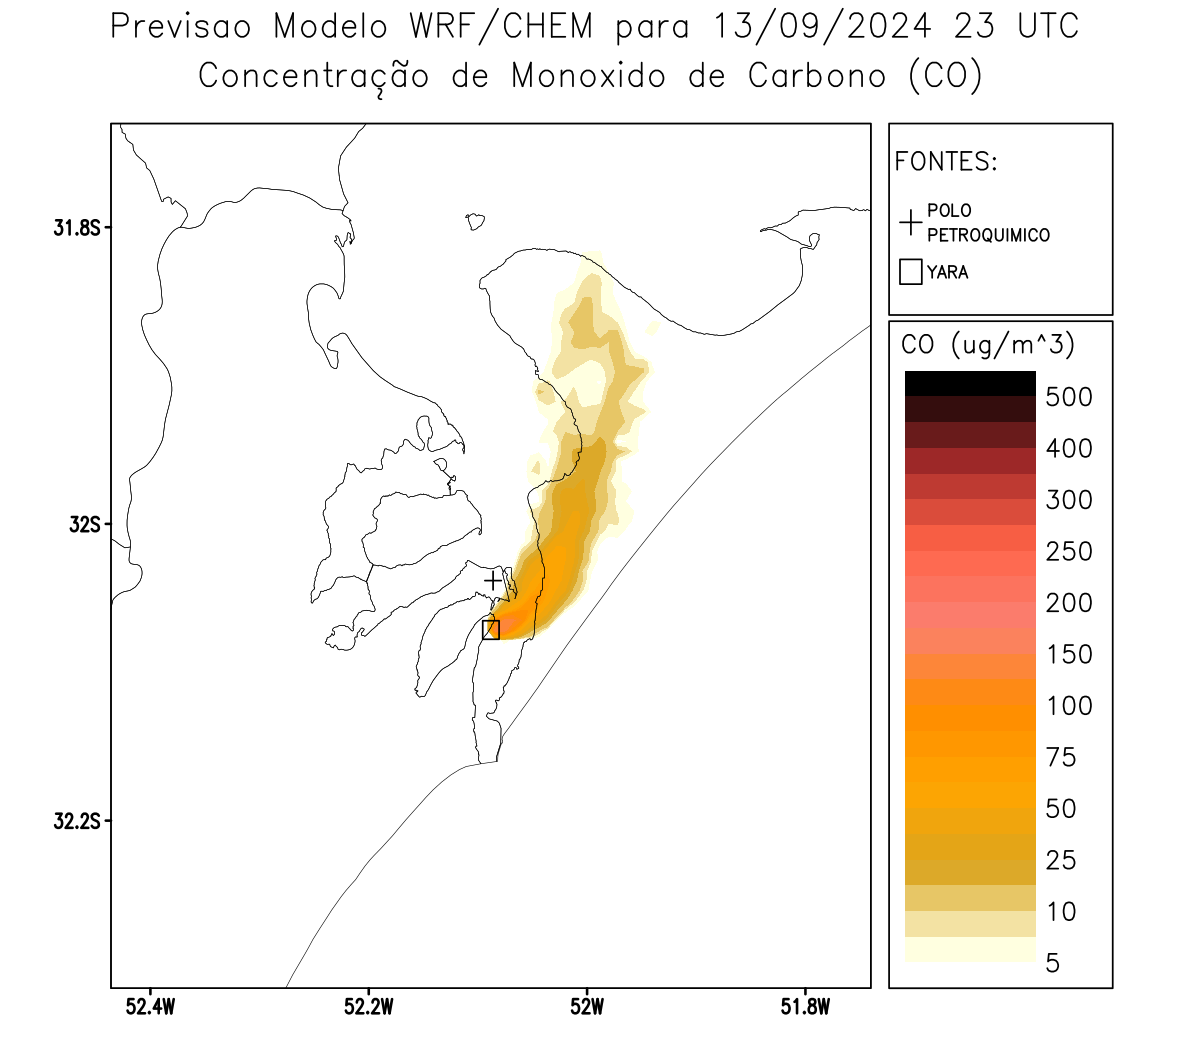 Previsao Modelo WRF/CHEM para 13/09/2024 23 UTC
Concentração de Monoxido de Carbono (CO)
FONTES:
POLO
PETROQUIMICO
YARA
CO (ug/m^3)
500
400
300
250
200
150
100
75
50
25
10
5
31.8S
32S
32.2S
52.4W
52.2W
52W
51.8W